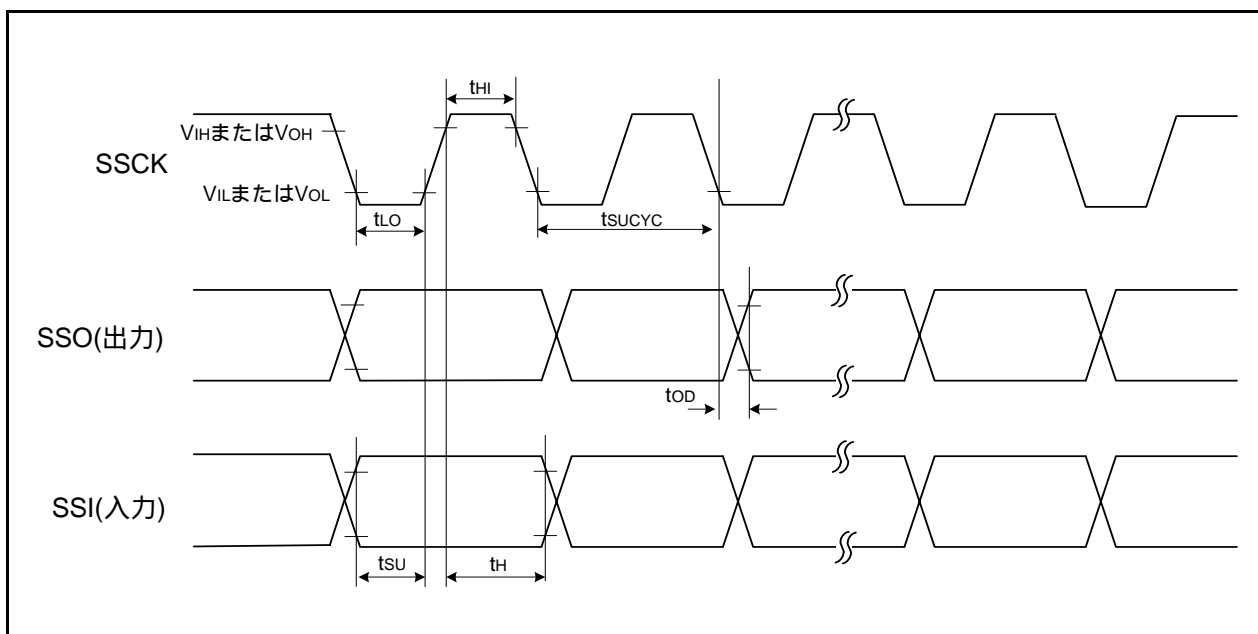 tHI
VIHまたはVOH
SSCK
VILまたはVOL
tLO
tSUCYC
SSO(出力)
tOD
SSI(入力)
tSU
tH